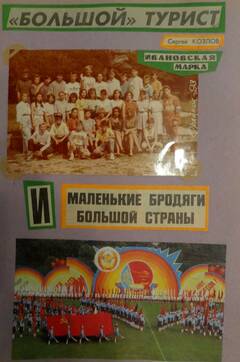 «БОЛЬШОЙ» ТУРИСТ
Сергей КОЗЛОВ
ИВАНОВСКАЯ
МАРКА
И
МАЛЕНЬКИЕ БРОДЯГИ
БОЛЬШОЙ СТРАНЫ